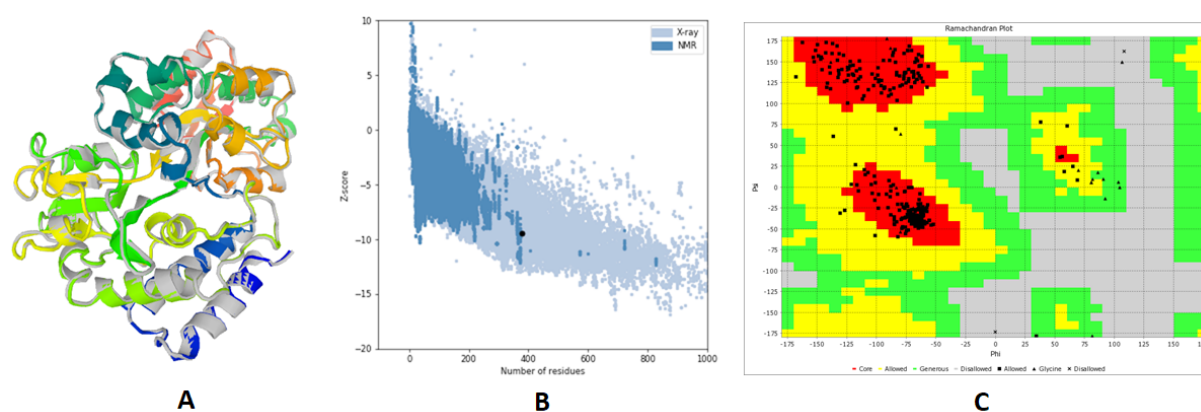 X-ray
NMR
10
5
0
-5
-10
-15
-20
Z-score
0
200
400
600
800
1000
Number of residues
Ramachandran Plot
175
150
125
100
75
50
25
0
-25
-50
-75
-100
-125
-150
-175
Psi
-175
-150
-125
-100
-75
-50
-25
0
25
50
75
100
125
150
175
Phi
Core
Allowed
Generous
Disallowed
Allowed
Glycine
Disallowed
A
B
C